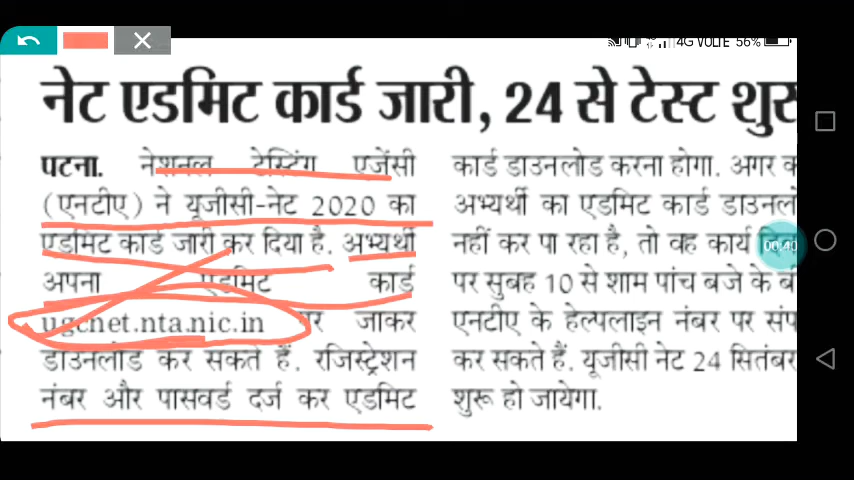 4G VOLTE 56%
नेट एडमिट कार्ड जारी, 24 से टेस्ट
पटना. नेशनल टेस्टिंग एजेंसी
(एनटीए) ने यूजीसी-नेट 2020 का
एडमिट कार्ड जारी कर दिया है. अभ्यर्थी
अपना एडमिट कार्ड
ugcnet.nta.nic.in पर जाकर
डाउनलोड कर सकते हैं. रजिस्ट्रेशन
नंबर और पासवर्ड दर्ज कर एडमिट
कार्ड डाउनलोड करना होगा. अगर
अभ्यर्थी का एडमिट कार्ड
नहीं कर पा रहा है, तो वह कार्य
00:40
पर सुबह 10 से शाम पांच बजे के
एनटीए के हेल्पलाइन नंबर पर
कर सकते हैं. यूजीसी नेट 24 सितंबर
शुरू हो जायेगा.